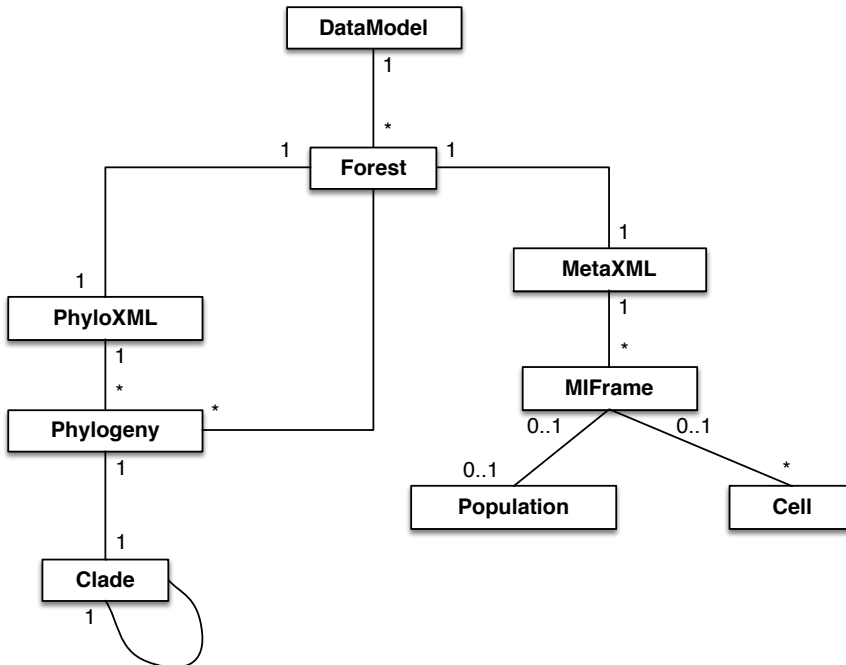 DataModel
1
*
1
Forest
1
1
PhyloXML
1
1
MetaXML
1
*
Phylogeny
*
1
*
MIFrame
0..1
0..1
0..1
Population
*
Cell
1
Clade
1